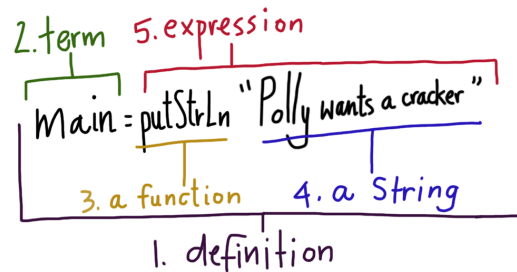 2. term 5. expression
main = putStrLn "Polly wants a cracker"
3. a function 4. a String
1. definition